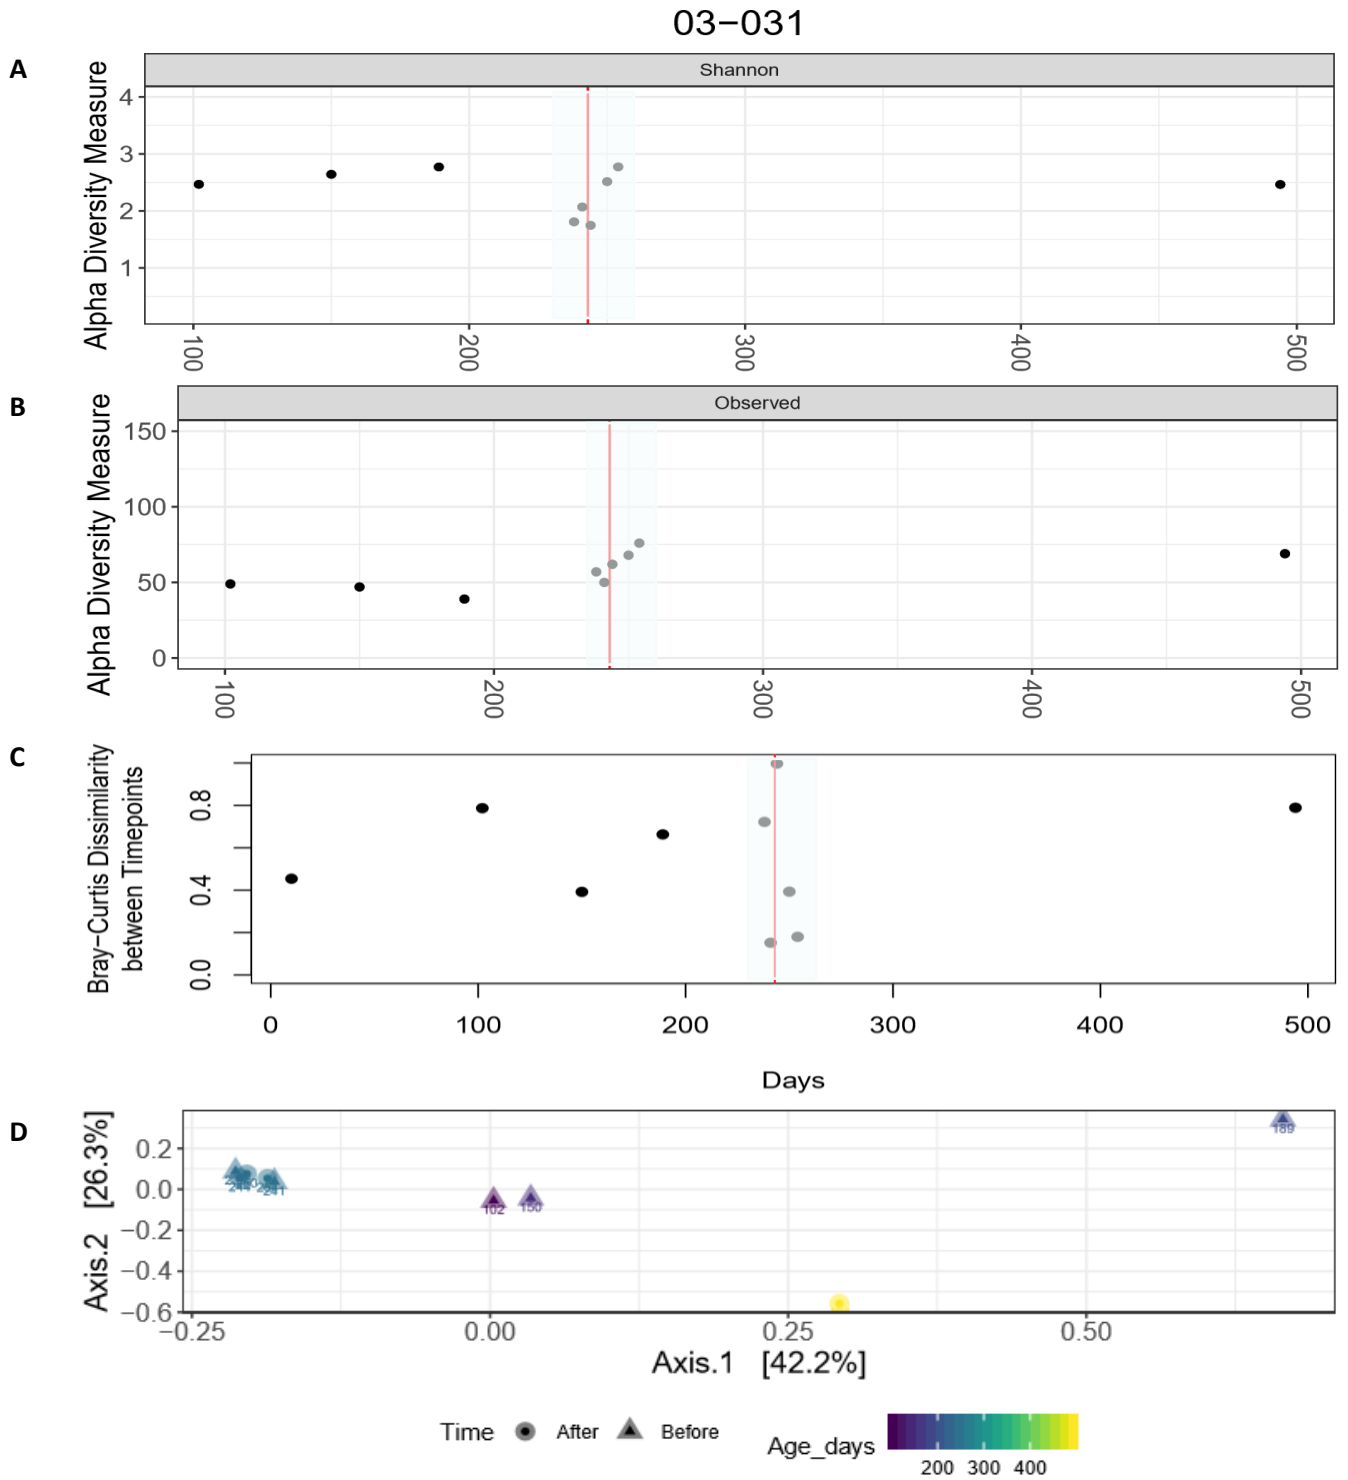 03−031
A
Shannon
Alpha Diversity Measure
4
3
2
1
100
200
300
400
500
B
Observed
Alpha Diversity Measure
150
100
50
0
100
200
300
400
500
C
Bray−Curtis Dissimilarity
between Timepoints
0.8
0.4
0.0
0
100
200
300
400
500
Days
D
Axis.2 [26.3%]
0.2
0.0
−0.2
−0.4
−0.6
189
241
102
150
−0.25
0.00
0.25
0.50
Axis.1 [42.2%]
Time After Before
Age_days
200 300 400